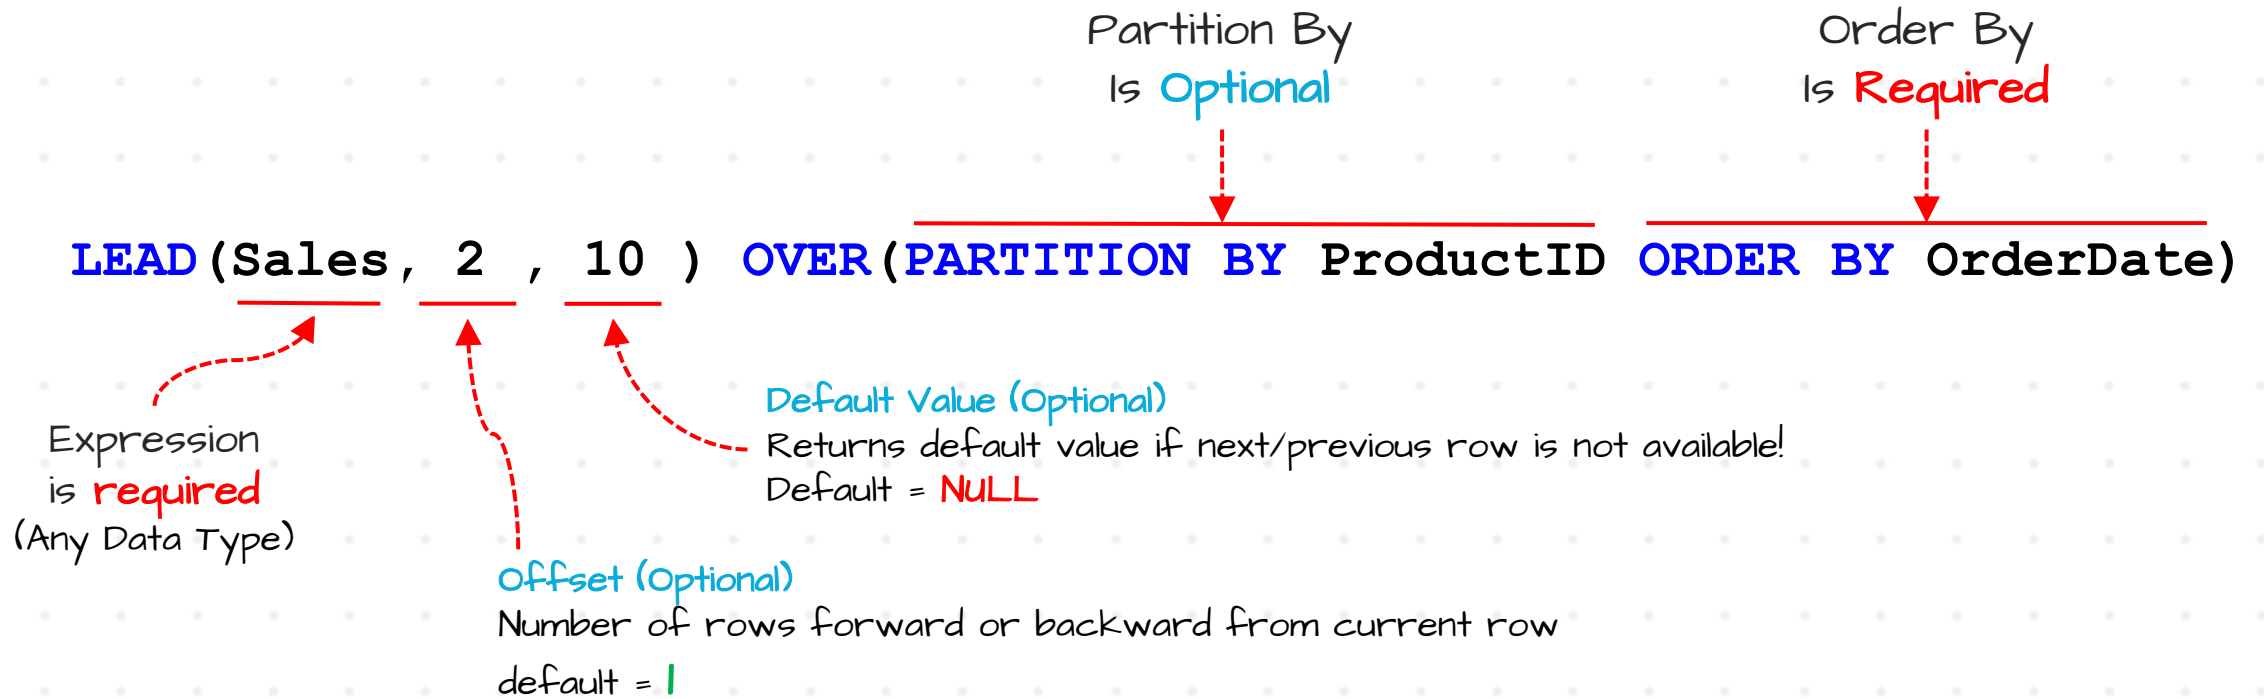 Partition By
Is Optional
Order By
Is Required
LEAD(Sales, 2 , 10 ) OVER(PARTITION BY ProductID ORDER BY OrderDate)
Expression
is required
(Any Data Type)
Default Value (Optional)
Returns default value if next/previous row is not available!
Default = NULL
Offset (Optional)
Number of rows forward or backward from current row
default = 1